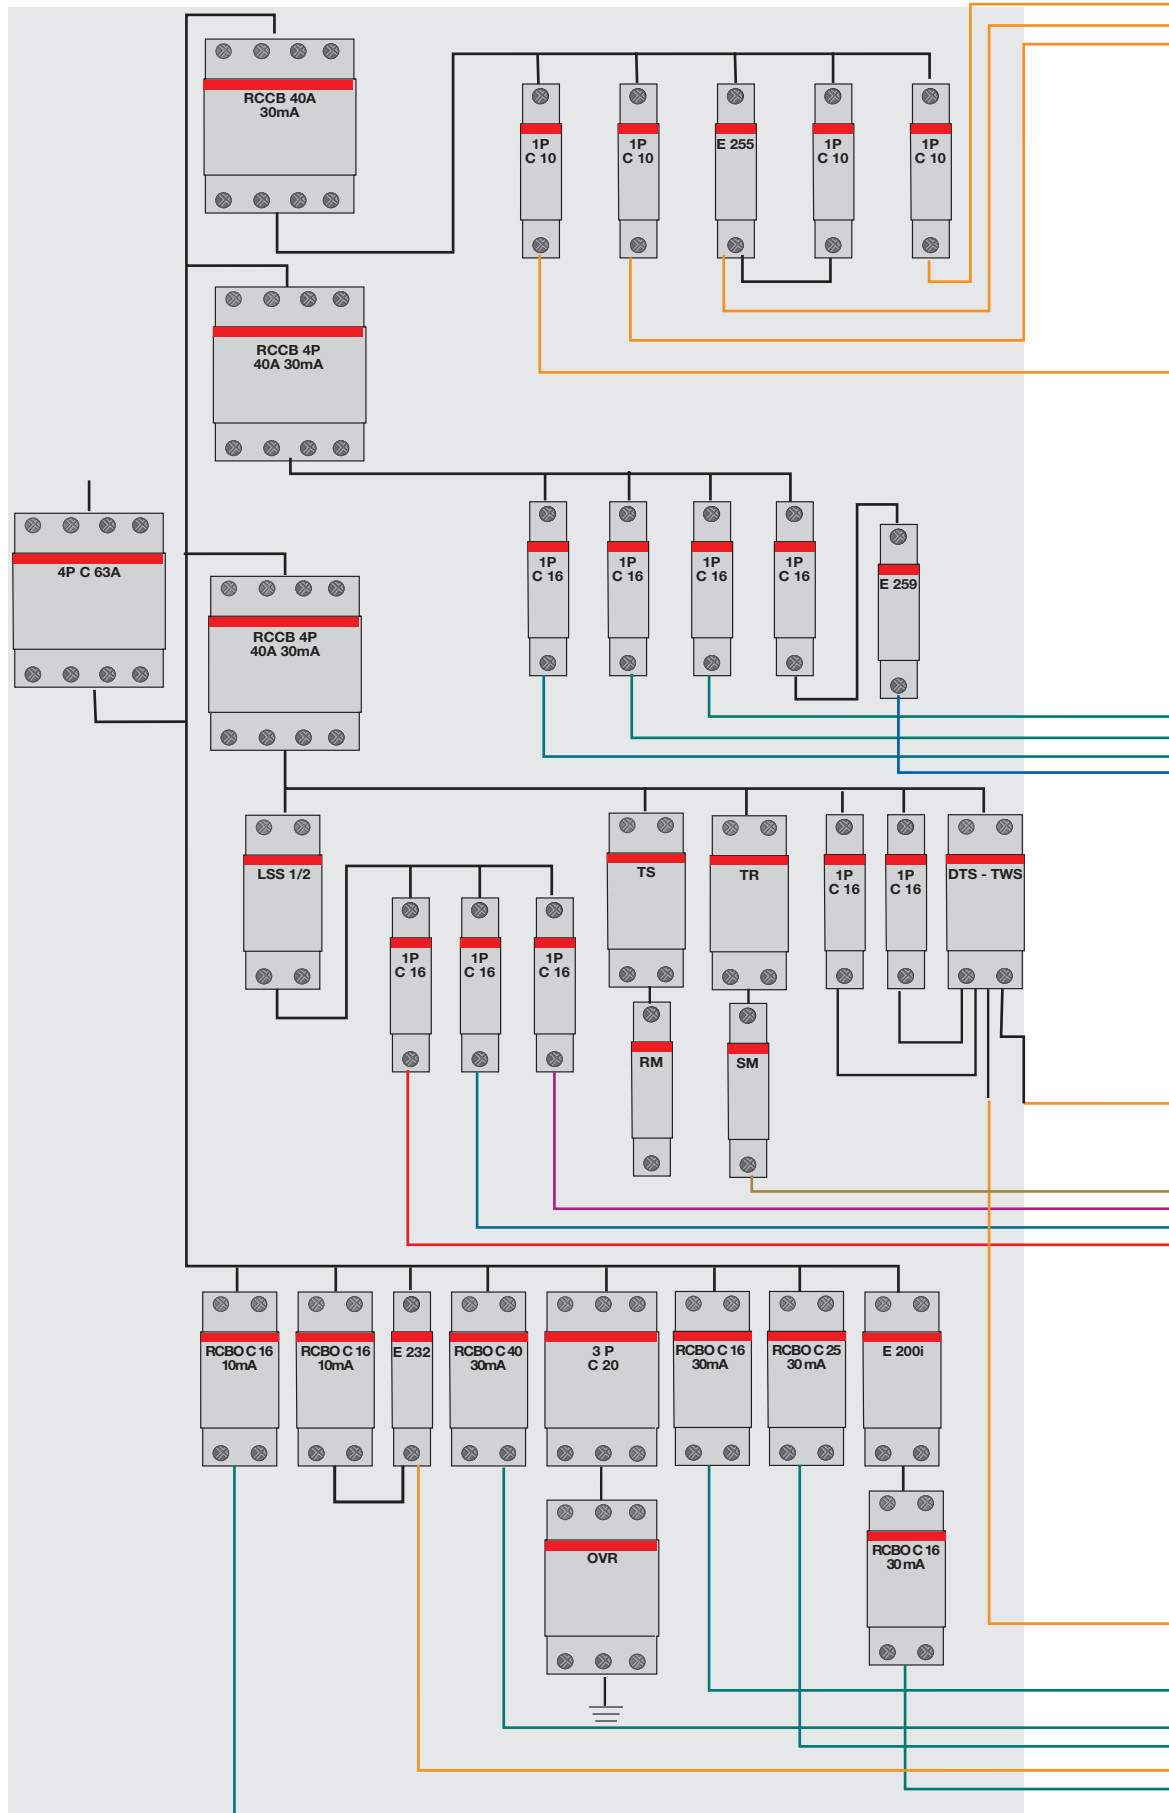 RCCB 40A
30mA
1P
C 10
1P
C 10
E 255
1P
C 10
1P
C 10
RCCB 4P
40A 30mA
4P C 63A
1P
C 16
1P
C 16
1P
C 16
1P
C 16
E 259
RCCB 4P
40A 30mA
LSS 1/2
TS
TR
1P
C 16
1P
C 16
DTS - TWS
1P
C 16
1P
C 16
1P
C 16
RM
SM
RCBO C 16
10mA
RCBO C 16
10mA
E 232
RCBO C 40
30mA
3 P
C 20
RCBO C 16
30mA
RCBO C 25
30 mA
E 200i
OVR
RCBO C 16
30 mA